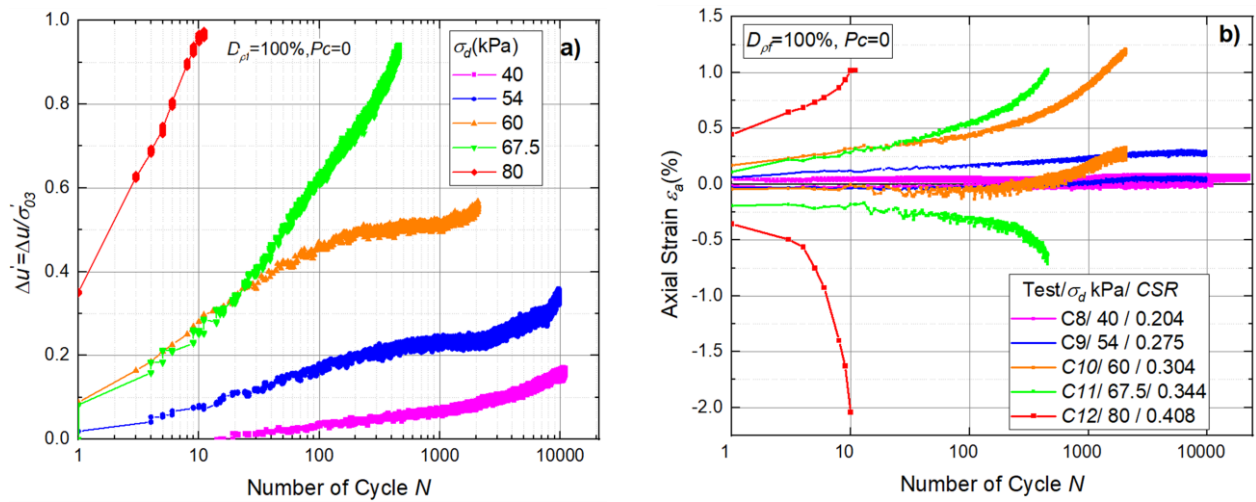 1.0
0.8
0.6
0.4
0.2
0.0
Δu'=Δu/σ'03
1
10
100
1000
10000
Number of Cycle N
Dρf=100%,Pc=0
a)
σd(kPa)
40
54
60
67.5
80
1.5
1.0
0.5
0.0
-0.5
-1.0
-1.5
-2.0
Axial Strain εa(%)
1
10
100
1000
10000
Number of Cycle N
Dρf=100%, Pc=0
b)
Test/σd kPa/ CSR
C8/ 40 / 0.204
C9/ 54 / 0.275
C10/ 60 / 0.304
C11/ 67.5/ 0.344
C12/ 80 / 0.408